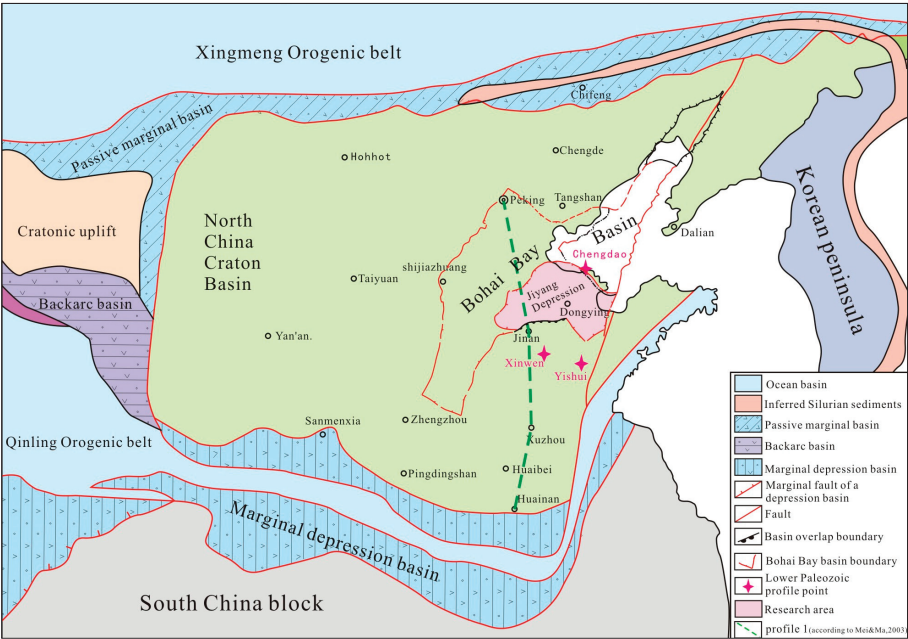 Xingmeng Orogenic belt
Chifeng
Passive marginal basin
Hohhot
Chengde
Korean peninsula
Peking
Tangshan
North
China
Craton
Basin
Cratonic uplift
Dalian
Bohai Bay Basin
Chengdao
shijiazhuang
Taiyuan
Jiyang
Depression
Backarc basin
Dongying
Yan'an.
Jinan
Xinwen
Yishui
Sanmenxia
Zhengzhou
Xuzhou
Qinling Orogenic belt
Pingdingshan
Huaibei
Huainan
Marginal depression basin
South China block
Ocean basin
Inferred Silurian sediments
Passive marginal basin
Backarc basin
Marginal depression basin
Marginal fault of a
depression basin
Fault
Basin overlap boundary
Bohai Bay basin boundary
Lower Paleozoic
profile point
Research area
profile 1 (according to Mei&Ma,2003)